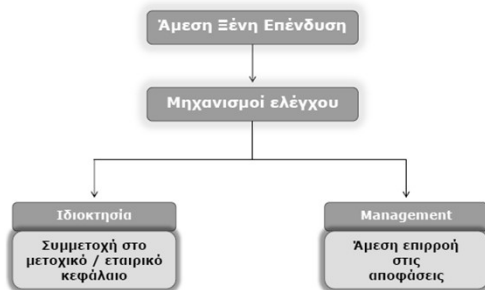 Άμεση Ξένη Επένδυση
Μηχανισμοί ελέγχου
Ιδιοκτησία
Συμμετοχή στο
μετοχικό / εταιρικό
κεφάλαιο
Management
Άμεση επιρροή
στις
αποφάσεις